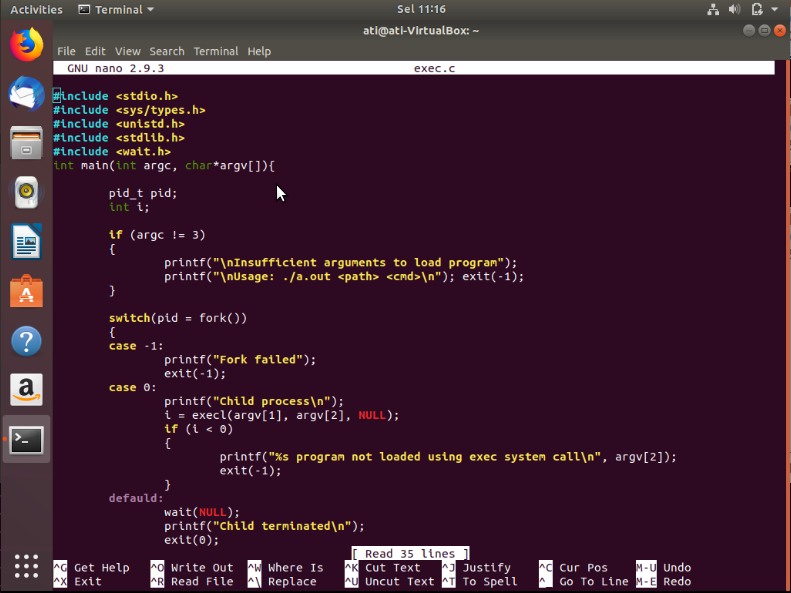 Activities Terminal Sel 11:16
ati@ati-VirtualBox: ~
File Edit View Search Terminal Help
GNU nano 2.9.3 exec.c
#include <stdio.h>
#include <sys/types.h>
#include <unistd.h>
#include <stdlib.h>
#include <wait.h>
int main(int argc, char*argv[]){
pid_t pid;
int i;
if (argc != 3)
{
printf("\nInsufficient arguments to load program");
printf("\nUsage: ./a.out <path> <cmd>\n"); exit(-1);
}
switch(pid = fork())
{
case -1:
printf("Fork failed");
exit(-1);
case 0:
printf("Child process\n");
i = execl(argv[1], argv[2], NULL);
if (i < 0)
{
printf("%s program not loaded using exec system call\n", argv[2]);
exit(-1);
}
defauld:
wait(NULL);
printf("Child terminated\n");
exit(0);
[ Read 35 lines ]
^G Get Help ^O Write Out ^W Where Is ^K Cut Text ^J Justify ^C Cur Pos M-U Undo
^X Exit ^R Read File ^\ Replace ^U Uncut Text ^T To Spell ^_ Go To Line M-E Redo